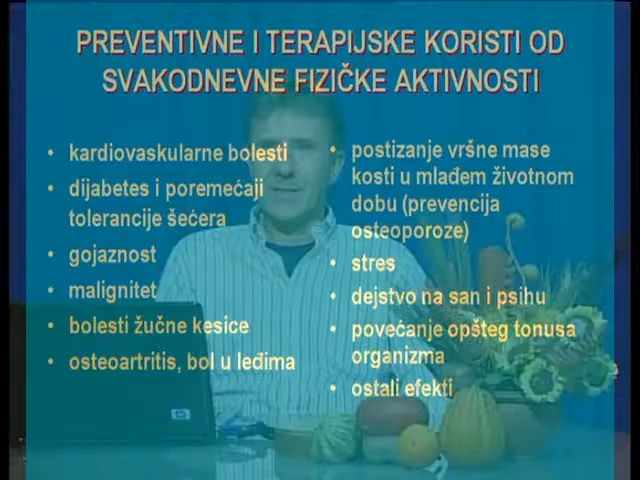 PREVENTIVNE I TERAPIJSKE KORISTI OD
SVAKODNEVNE FIZIČKE AKTIVNOSTI
• kardiovaskularne bolesti
• dijabetes i poremećaji
tolerancije šećera
• gojaznost
• malignitet
• bolesti žučne kesice
• osteoartritis, bol u leđima
• postizanje vršne mase
kosti u mlađem životnom
dobu (prevencija
osteoporoze)
• stres
• dejstvo na san i psihu
• povećanje opšteg tonusa
organizma
• ostali efekti
hp